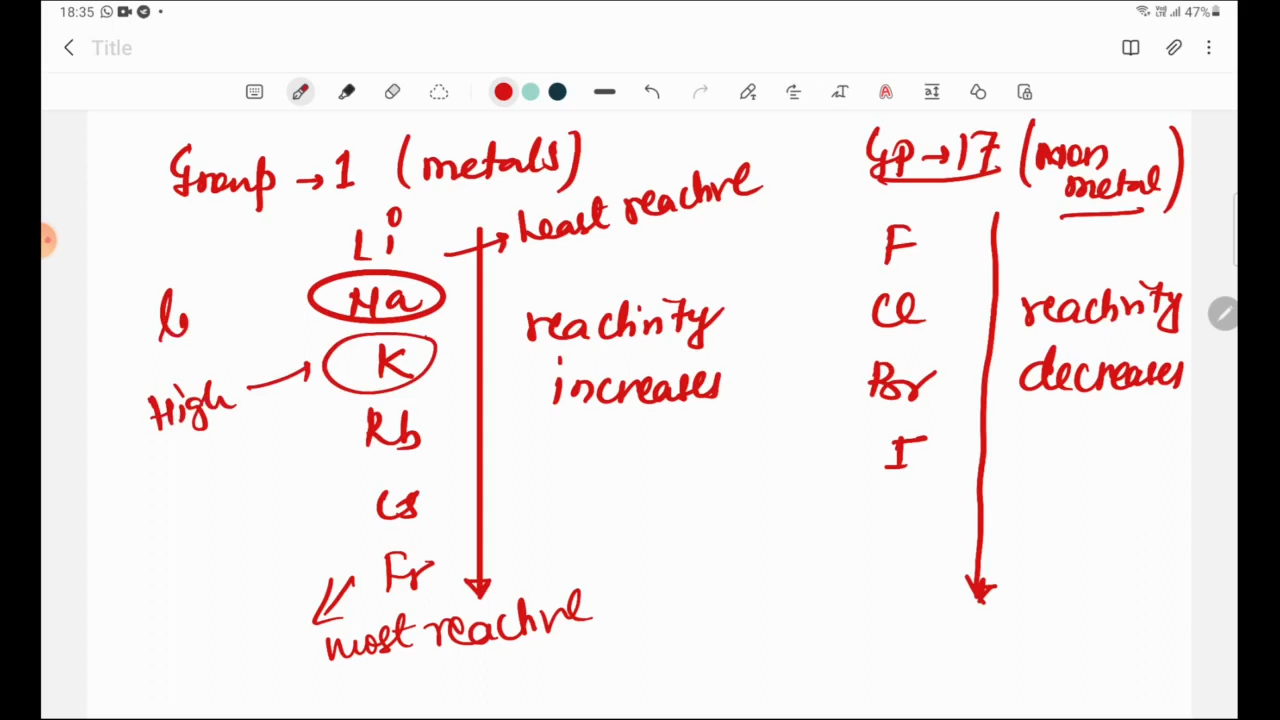 18:35
47%
Title
Group → 1 (metals)
Li → Least reactive
Na
K
High →
Rb
Cs
Fr
most reactive
reactivity
increases
GP → 17 (non
metal)
F
Cl
Br
I
reactivity
decreases